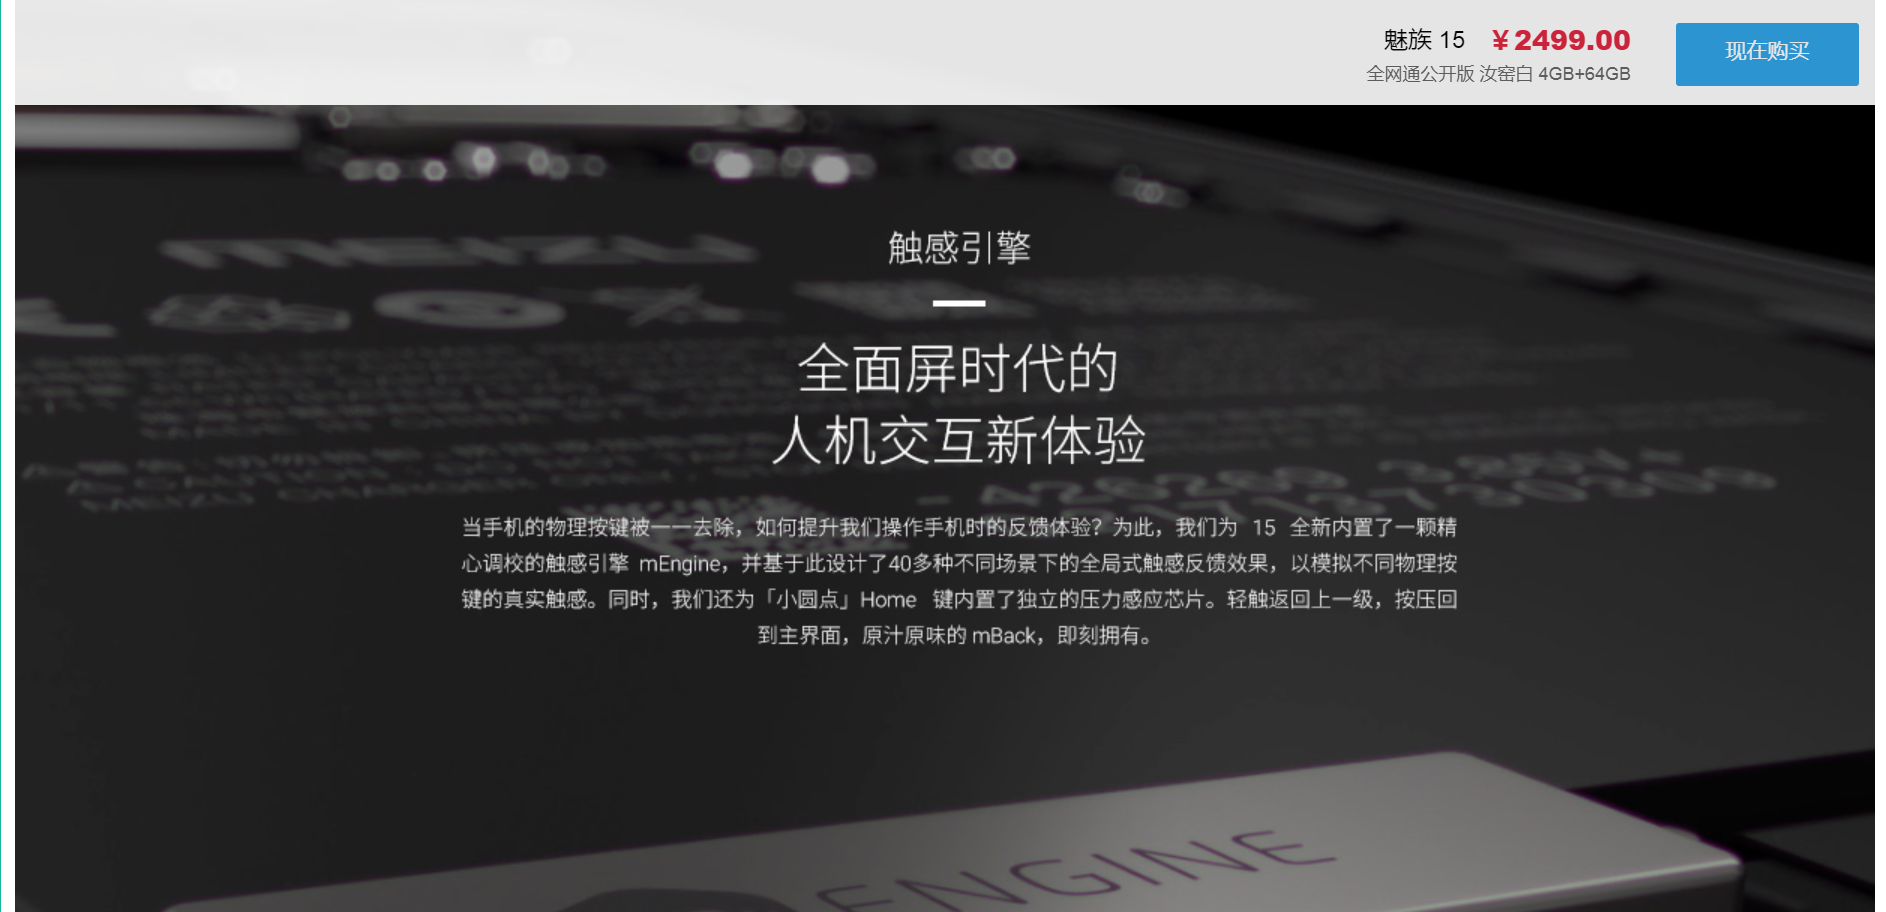 魅族 15 ￥2499.00
全网通公开版 汝窑白 4GB+64GB
现在购买
MEIZU
触感引擎
全面屏时代的
人机交互新体验
当手机的物理按键被一一去除，如何提升我们操作手机时的反馈体验？为此，我们为 15 全新内置了一颗精
心调校的触感引擎 mEngine，并基于此设计了40多种不同场景下的全局式触感反馈效果，以模拟不同物理按
键的真实触感。同时，我们还为「小圆点」Home 键内置了独立的压力感应芯片。轻触返回上一级，按压回
到主界面，原汁原味的 mBack，即刻拥有。
ENGINE